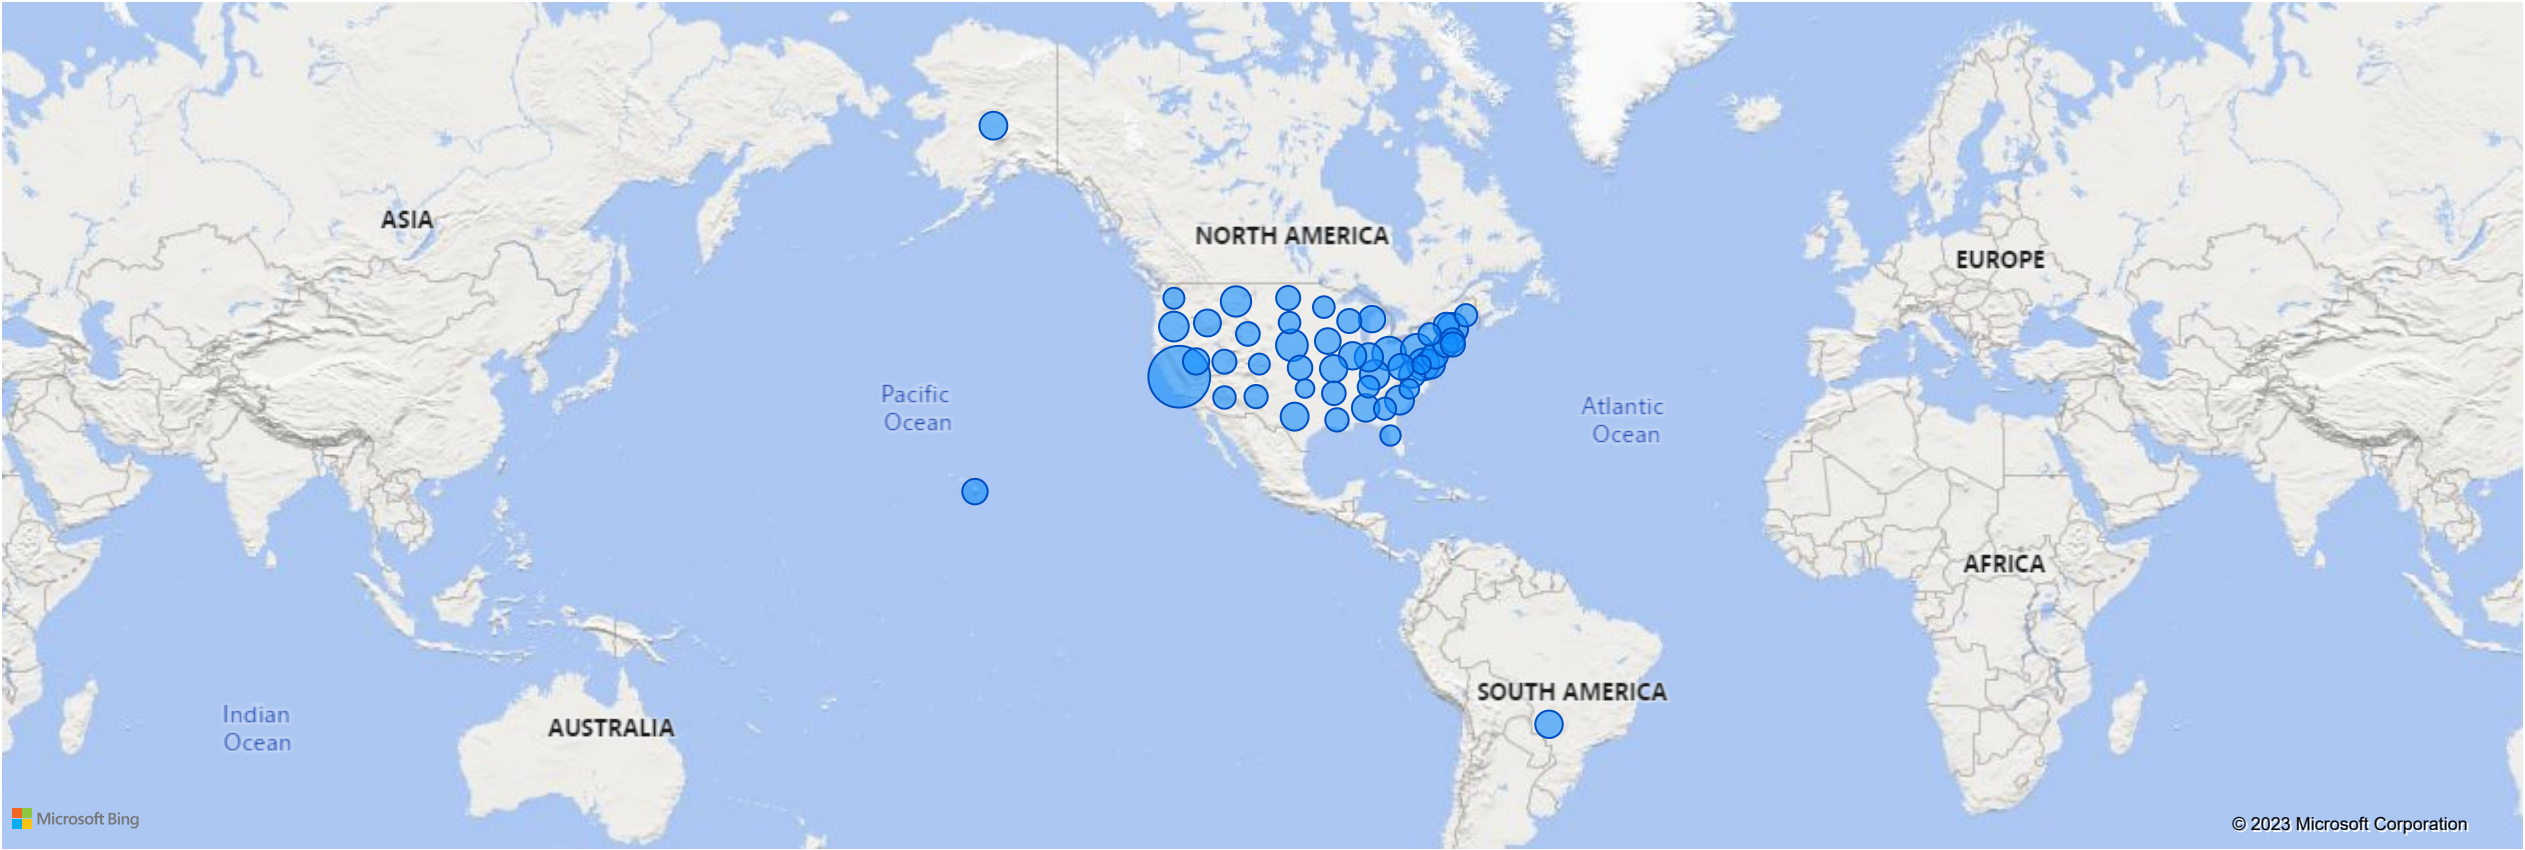 ASIA
NORTH AMERICA
EUROPE
Pacific
Ocean
Atlantic
Ocean
AFRICA
SOUTH AMERICA
Indian
Ocean
AUSTRALIA
Microsoft Bing
© 2023 Microsoft Corporation